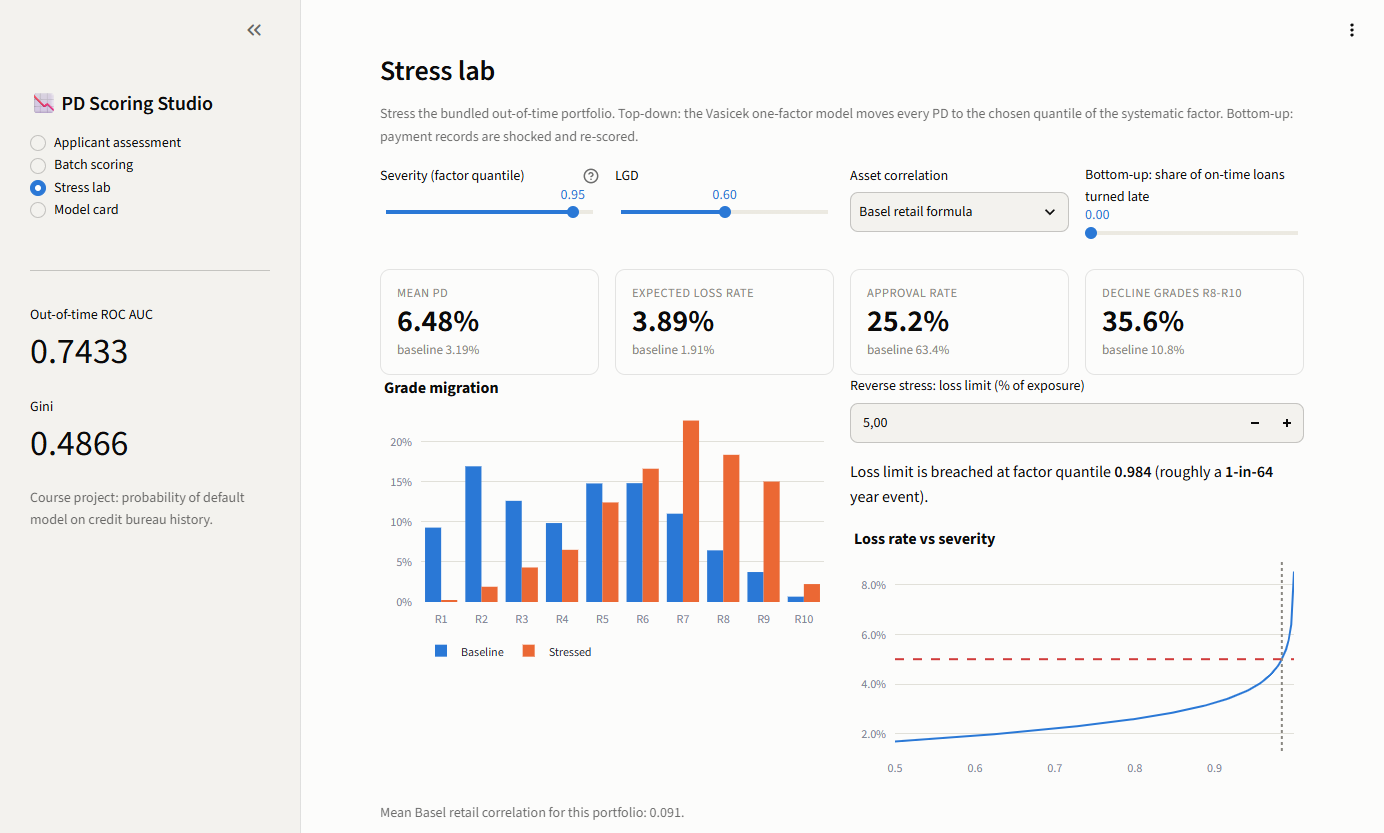 PD Scoring Studio
Applicant assessment
Batch scoring
Stress lab
Model card
Out-of-time ROC AUC
0.7433
Gini
0.4866
Course project: probability of default
model on credit bureau history.
Stress lab
Stress the bundled out-of-time portfolio. Top-down: the Vasicek one-factor model moves every PD to the chosen quantile of the systematic factor. Bottom-up:
payment records are shocked and re-scored.
Severity (factor quantile)
0.95
LGD
0.60
Asset correlation
Basel retail formula
Bottom-up: share of on-time loans
turned late
0.00
MEAN PD
6.48%
baseline 3.19%
EXPECTED LOSS RATE
3.89%
baseline 1.91%
APPROVAL RATE
25.2%
baseline 63.4%
DECLINE GRADES R8-R10
35.6%
baseline 10.8%
Grade migration
20%
15%
10%
5%
0%
R1 R2 R3 R4 R5 R6 R7 R8 R9 R10
Baseline Stressed
Reverse stress: loss limit (% of exposure)
5,00
Loss limit is breached at factor quantile 0.984 (roughly a 1-in-64
year event).
Loss rate vs severity
8.0%
6.0%
4.0%
2.0%
0.5 0.6 0.7 0.8 0.9
Mean Basel retail correlation for this portfolio: 0.091.